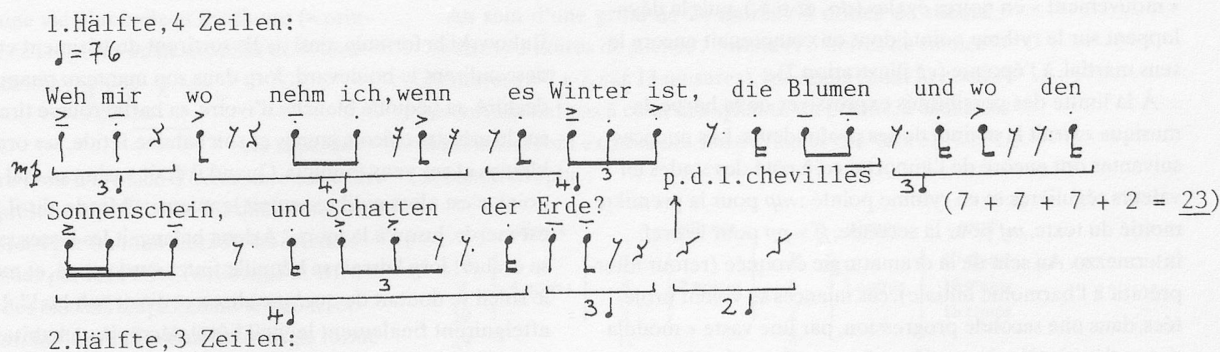 1.Hälfte,4 Zeilen:
♩=76
Weh mir, wo nehm ich,wenn es Winter ist, die Blumen und wo den
mp
3 4 4 3 3
p.d.l.chevilles
Sonnenschein, und Schatten der Erde? (7 + 7 + 7 + 2 = 23)
3
4 3 2
2.Hälfte,3 Zeilen: